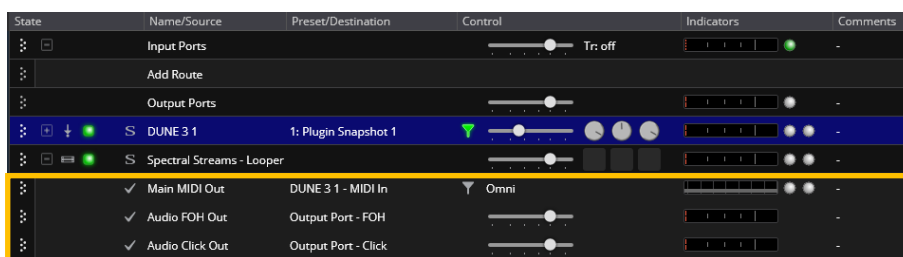 State Name/Source Preset/Destination Control Indicators Comments
Input Ports Tr: off -
Add Route
Output Ports -
S DUNE 3 1 1: Plugin Snapshot 1 -
S Spectral Streams - Looper -
Main MIDI Out DUNE 3 1 - MIDI In Omni -
Audio FOH Out Output Port - FOH -
Audio Click Out Output Port - Click -